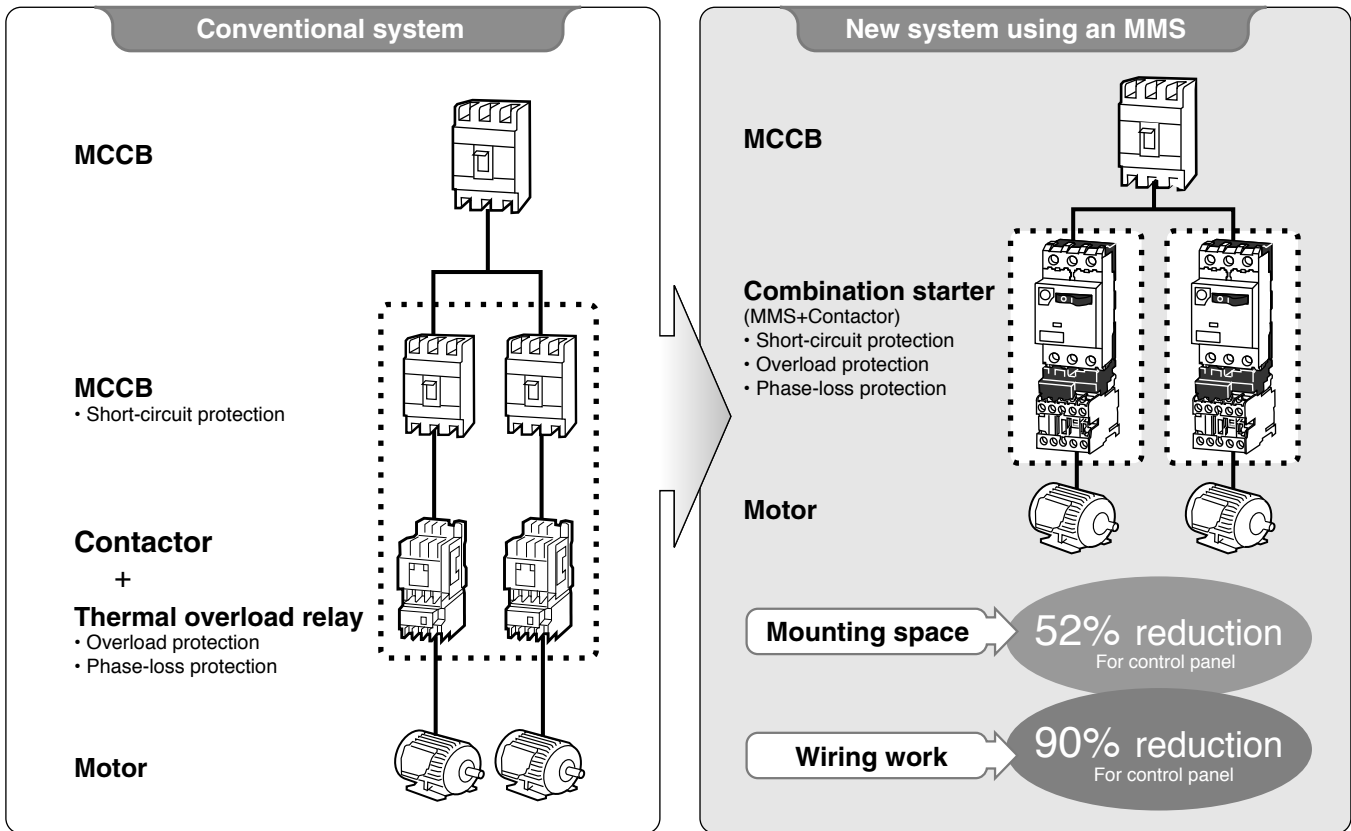 Conventional system
MCCB
MCCB
• Short-circuit protection
Contactor
+
Thermal overload relay
• Overload protection
• Phase-loss protection
Motor
New system using an MMS
MCCB
Combination starter
(MMS+Contactor)
• Short-circuit protection
• Overload protection
• Phase-loss protection
Motor
Mounting space
52% reduction
For control panel
Wiring work
90% reduction
For control panel